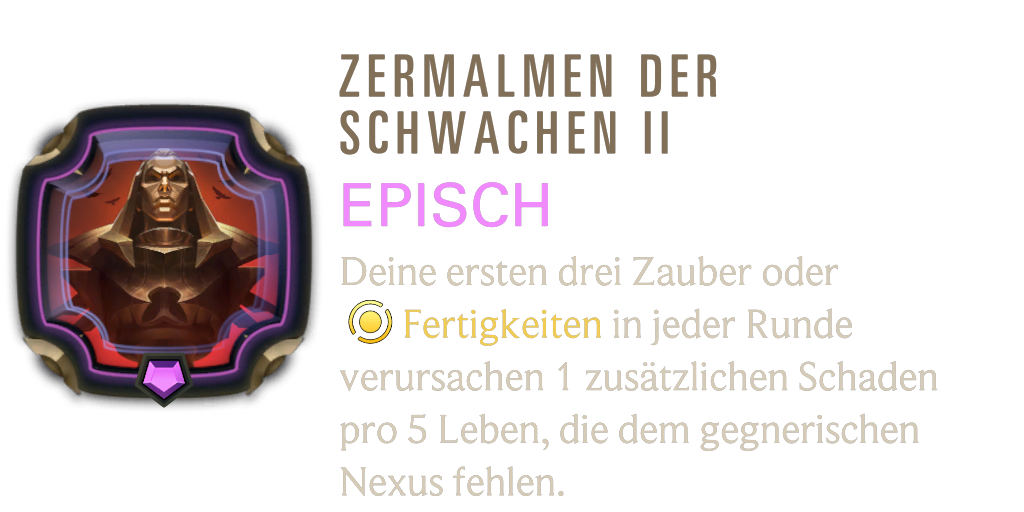 ZERMALMEN DER
SCHWACHEN II
EPISCH
Deine ersten drei Zauber oder
Fertigkeiten in jeder Runde
verursachen 1 zusätzlichen Schaden
pro 5 Leben, die dem gegnerischen
Nexus fehlen.